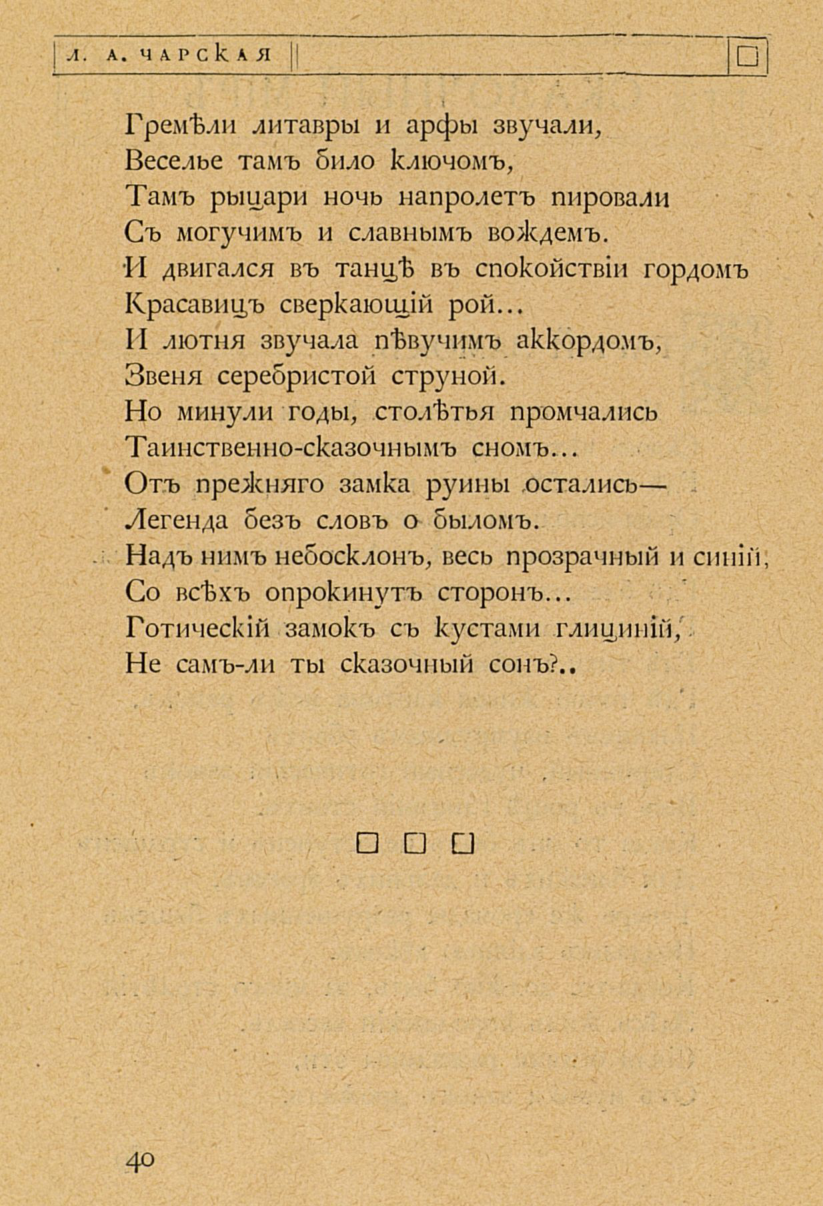 Л. А. ЧАРСКАЯ
Гремѣли литавры и арфы звучали,
Веселье тамъ било ключомъ,
Тамъ рыцари ночь напролетъ пировали
Съ могучимъ и славнымъ вождемъ.
И двигался въ танцѣ въ спокойствіи гордомъ
Красавицъ сверкающій рой...
И лютня звучала пѣвучимъ аккордомъ,
Звеня серебристой струной.
Но минули годы, столѣтья промчались
Таинственно-сказочнымъ сномъ...
Отъ прежняго замка руины остались—
Легенда безъ словъ о быломъ.
Надъ нимъ небосклонъ, весь прозрачный и синій,
Со всѣхъ опрокинутъ сторонъ...
Готическій замокъ съ кустами глициній,
Не самъ-ли ты сказочный сонъ?..
40